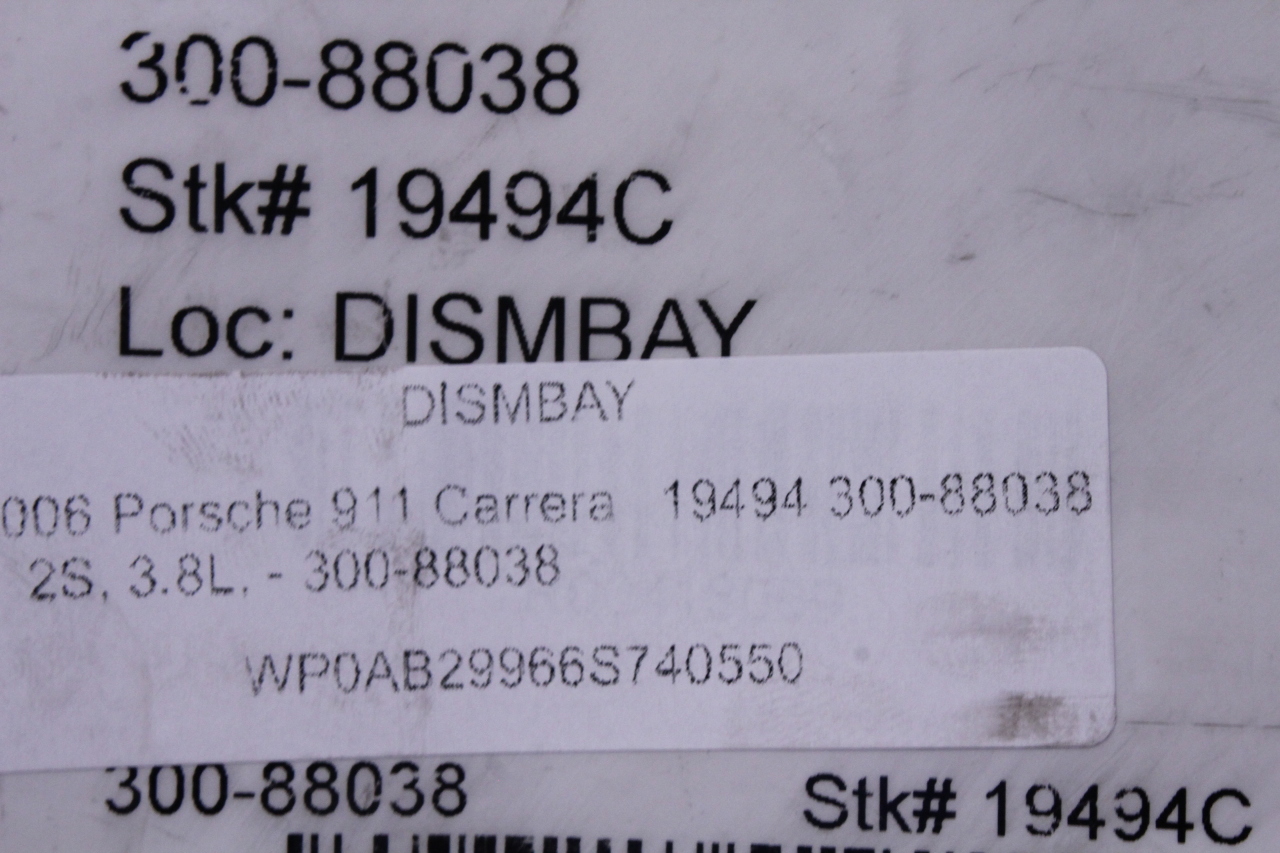 300-88038
Stk# 19494C
Loc: DISMBAY
DISMBAY
006 Porsche 911 Carrera 19494 300-88038
2S, 3.8L, - 300-88038
WP0AB29966S740550
300-88038 Stk# 19494C